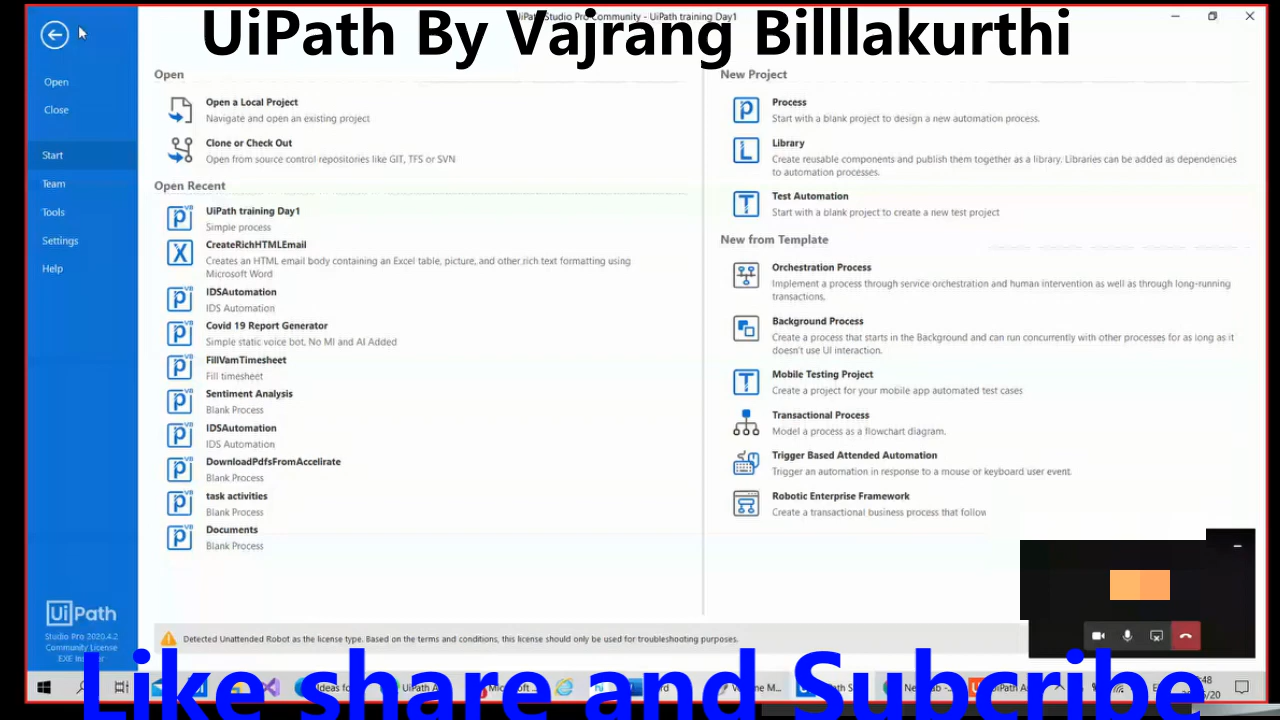 UiPath Studio Pro Community - UiPath training Day1
UiPath By Vajrang Billlakurthi
Open
Close
Start
Team
Tools
Settings
Help
Open
Open a Local Project
Navigate and open an existing project
Clone or Check Out
Open from source control repositories like GIT, TFS or SVN
Open Recent
UiPath training Day1
Simple process
CreateRichHTMLEmail
Creates an HTML email body containing an Excel table, picture, and other rich text formatting using
Microsoft Word
IDSAutomation
IDS Automation
Covid 19 Report Generator
Simple static voice bot. No Ml and AI Added
FillVamTimesheet
Fill timesheet
Sentiment Analysis
Blank Process
IDSAutomation
IDS Automation
DownloadPdfsFromAccelirate
Blank Process
task activities
Blank Process
Documents
Blank Process
New Project
Process
Start with a blank project to design a new automation process.
Library
Create reusable components and publish them together as a library. Libraries can be added as dependencies
to automation processes.
Test Automation
Start with a blank project to create a new test project
New from Template
Orchestration Process
Implement a process through service orchestration and human intervention as well as through long-running
transactions.
Background Process
Create a process that starts in the Background and can run concurrently with other processes for as long as it
doesn't use UI interaction.
Mobile Testing Project
Create a project for your mobile app automated test cases
Transactional Process
Model a process as a flowchart diagram.
Trigger Based Attended Automation
Trigger an automation in response to a mouse or keyboard user event.
Robotic Enterprise Framework
Create a transactional business process that follow
UiPath
Studio Pro 2020.4.2
Community License
Detected Unattended Robot as the license type. Based on the terms and conditions, this license should only be used for troubleshooting purposes.
Like share and Subcribe